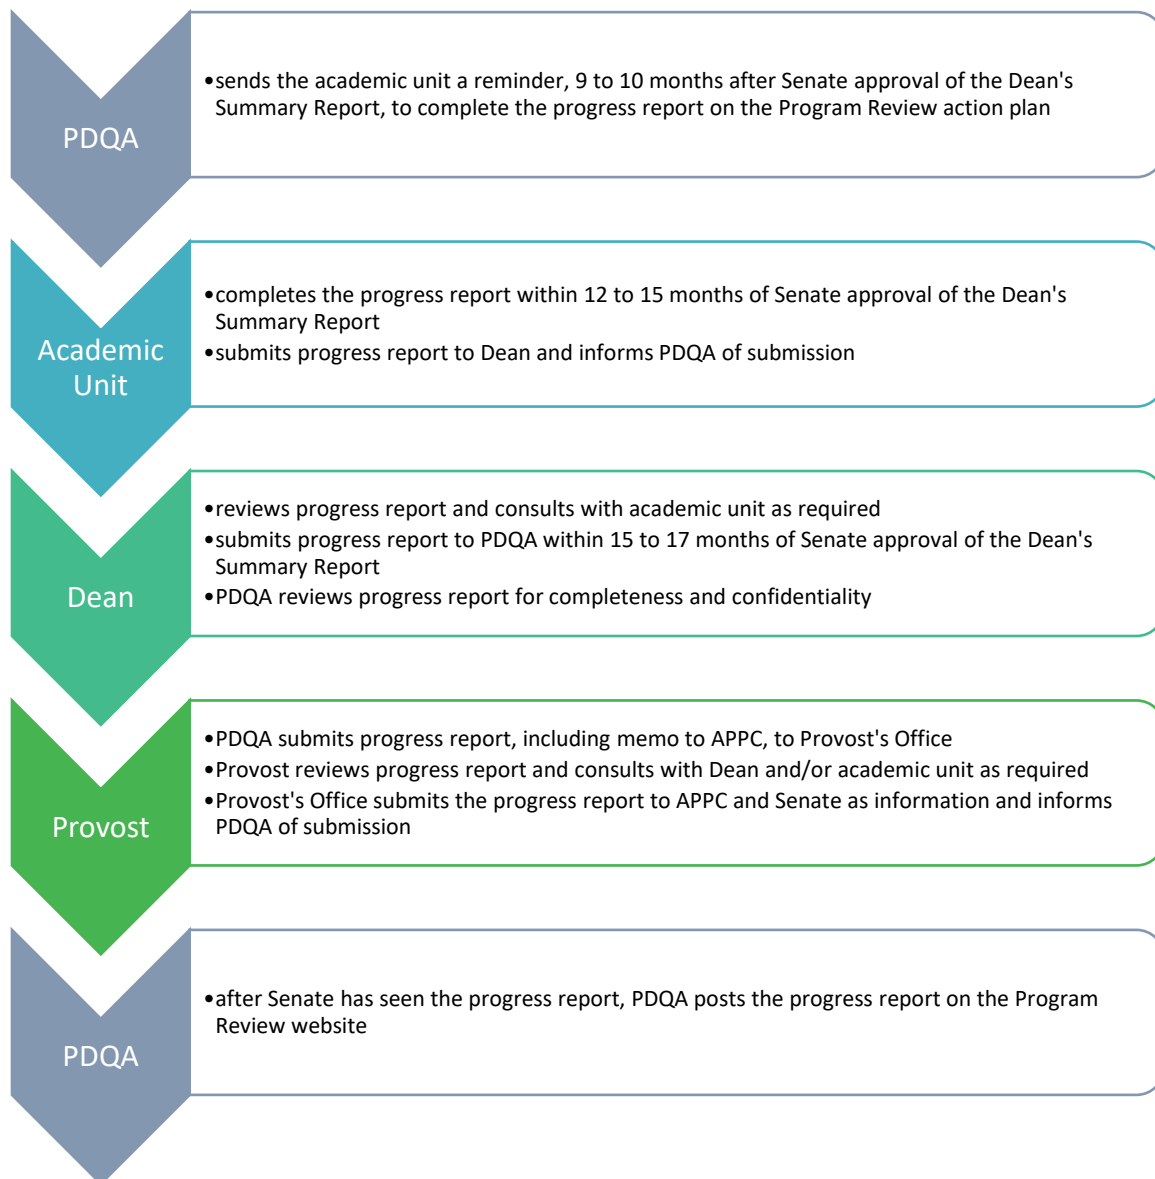 PDQA
•sends the academic unit a reminder, 9 to 10 months after Senate approval of the Dean's
Summary Report, to complete the progress report on the Program Review action plan
Academic
Unit
•completes the progress report within 12 to 15 months of Senate approval of the Dean's
Summary Report
•submits progress report to Dean and informs PDQA of submission
Dean
•reviews progress report and consults with academic unit as required
•submits progress report to PDQA within 15 to 17 months of Senate approval of the Dean's
Summary Report
•PDQA reviews progress report for completeness and confidentiality
Provost
•PDQA submits progress report, including memo to APPC, to Provost's Office
•Provost reviews progress report and consults with Dean and/or academic unit as required
•Provost's Office submits the progress report to APPC and Senate as information and informs
PDQA of submission
PDQA
•after Senate has seen the progress report, PDQA posts the progress report on the Program
Review website